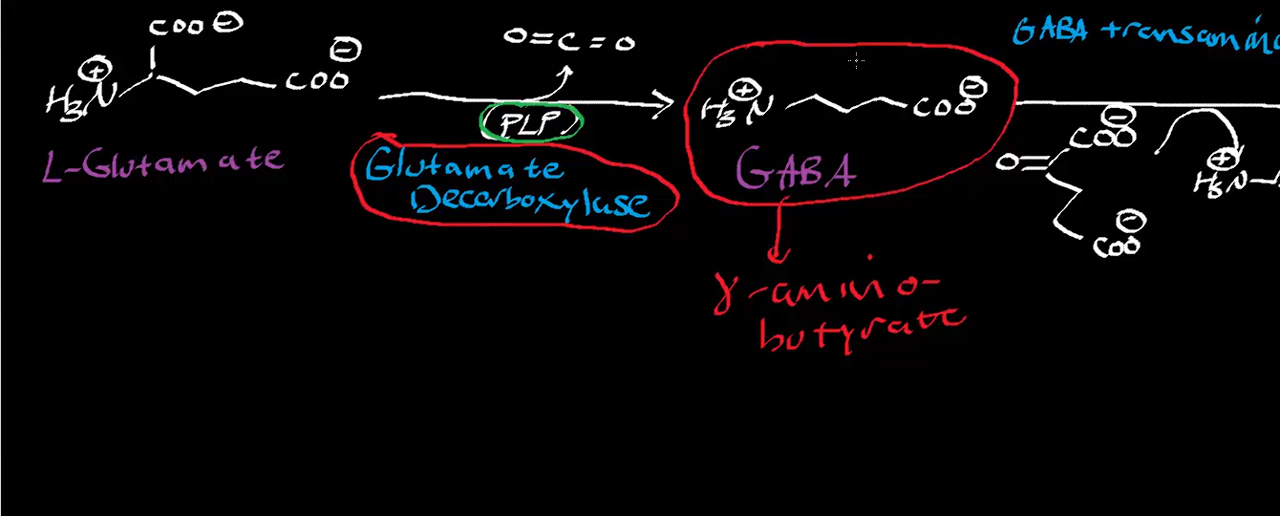 COO⊖
H₃N⊕ COO⊖
L-Glutamate
O=C=O
PLP
Glutamate
Decarboxylase
H₃N⊕ COO⊖
GABA
γ-amino-
butyrate
GABA transamin
O= COO⊖
COO⊖
H₃N⊕